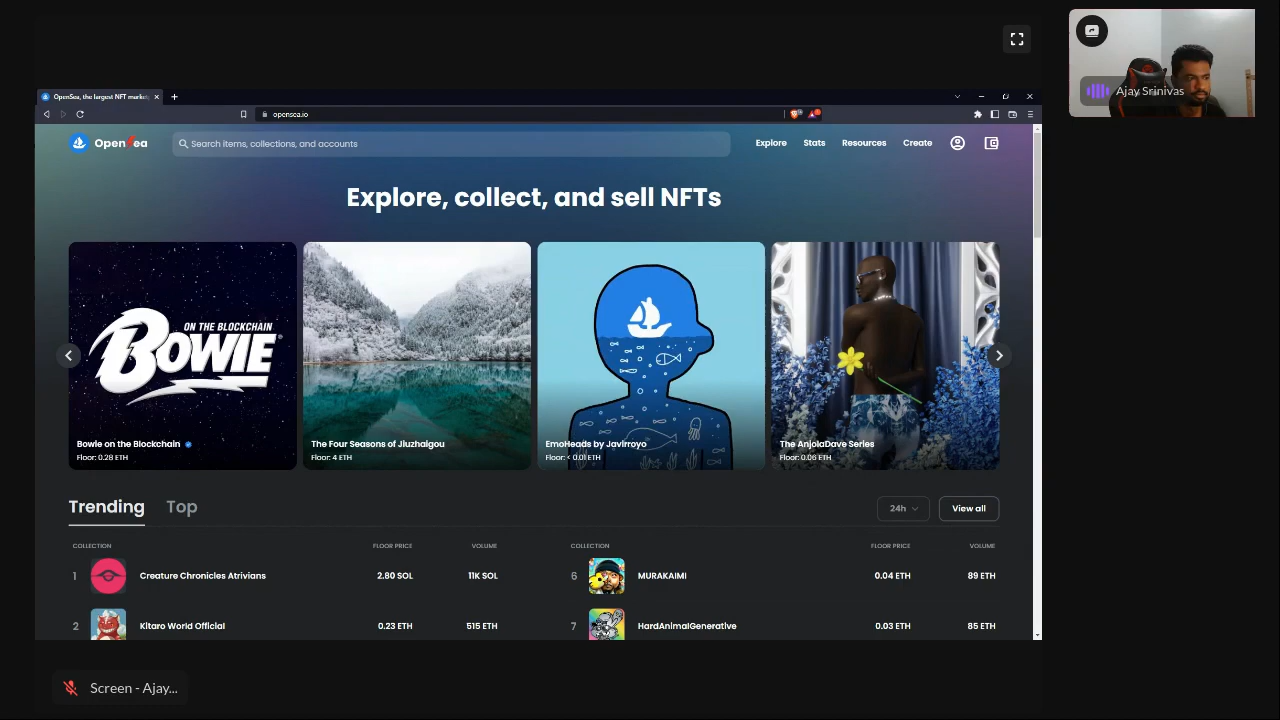 OpenSea, the largest NFT market
opensea.io
OpenSea
Search items, collections, and accounts
Explore
Stats
Resources
Create
Explore, collect, and sell NFTs
ON THE BLOCKCHAIN
BOWIE
Bowie on the Blockchain
Floor: 0.28 ETH
The Four Seasons of Jiuzhaigou
Floor: 4 ETH
EmoHeads by Javirroyo
Floor: < 0.01 ETH
The AnjolaDave Series
Floor: 0.06 ETH
Trending
Top
24h
View all
COLLECTION FLOOR PRICE VOLUME
1 Creature Chronicles Atrivians 2.80 SOL 11K SOL
2 Kitaro World Official 0.23 ETH 515 ETH
COLLECTION FLOOR PRICE VOLUME
6 MURAKAIMI 0.04 ETH 89 ETH
7 HardAnimalGenerative 0.03 ETH 85 ETH
Ajay Srinivas
Screen - Ajay...